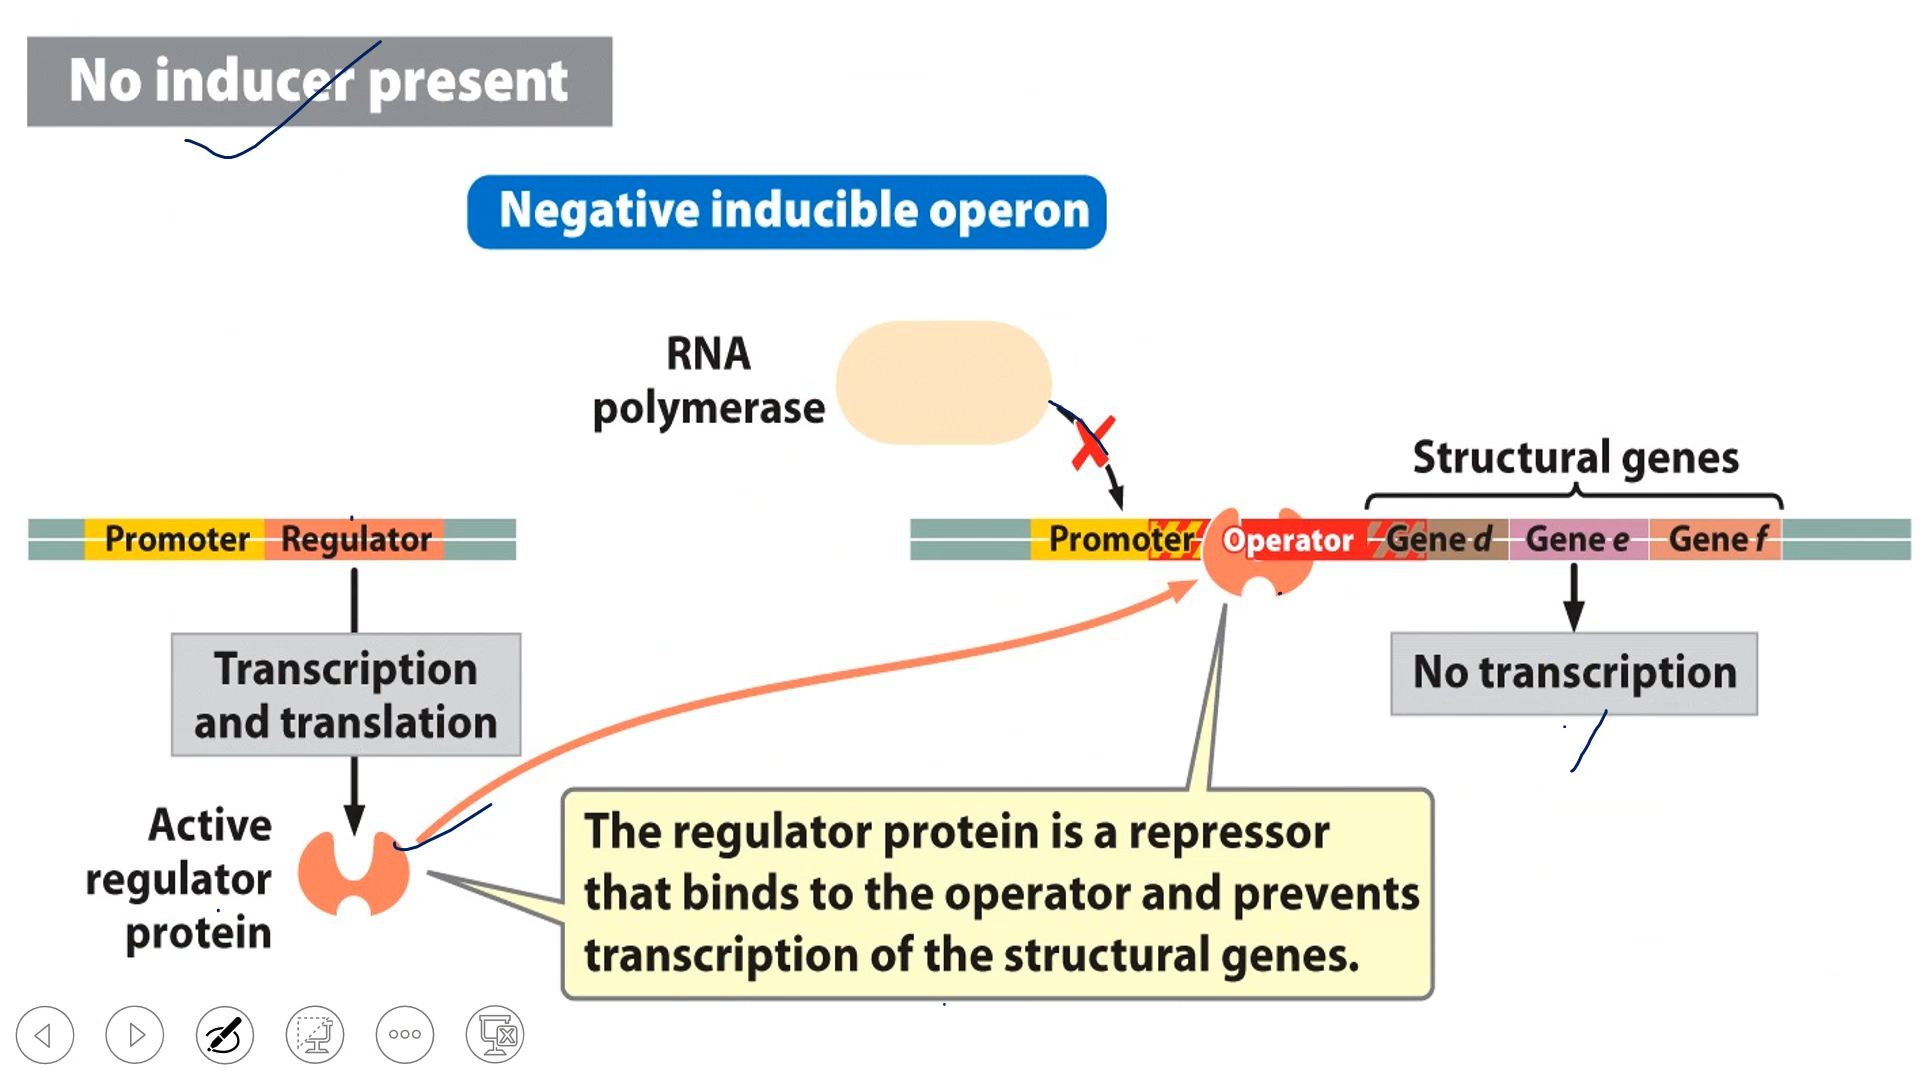 No inducer present
Negative inducible operon
RNA
polymerase
Structural genes
Promoter Regulator
Promoter Operator Gene d Gene e Gene f
Transcription
and translation
No transcription
Active
regulator
protein
The regulator protein is a repressor
that binds to the operator and prevents
transcription of the structural genes.